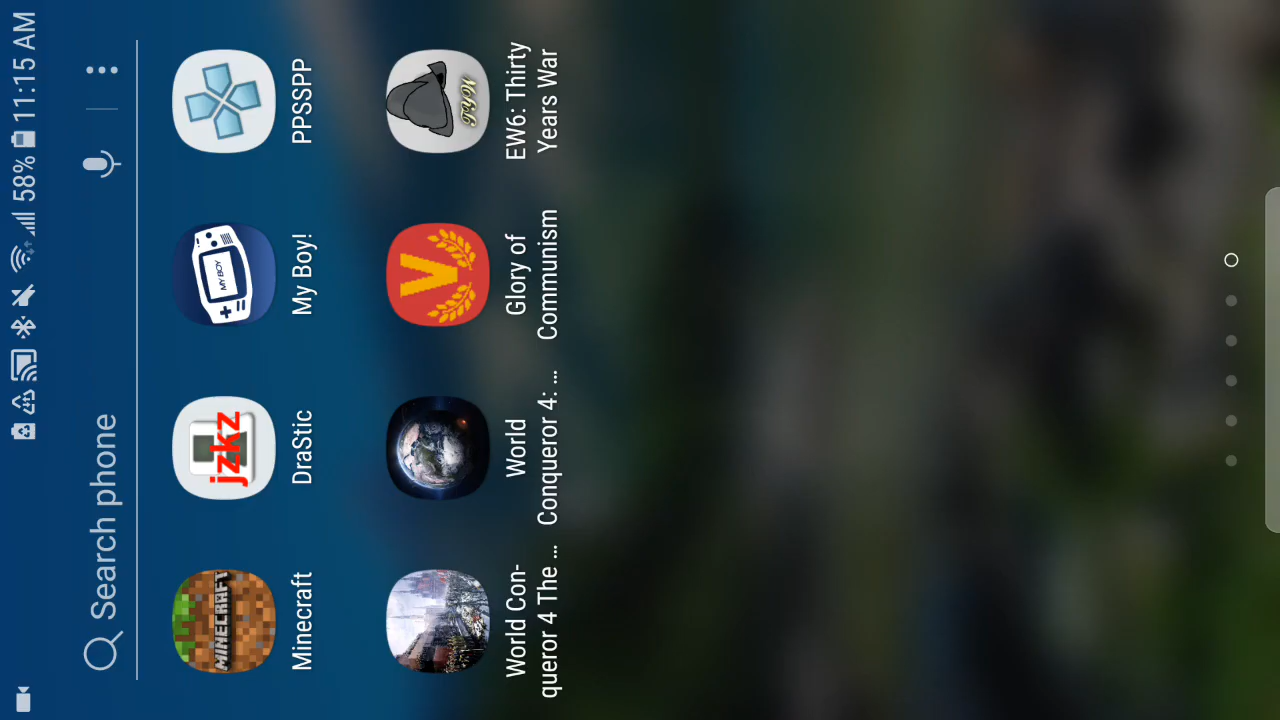 58% 11:15 AM
Search phone
MINECRAFT
jzkz
MY BOY
Minecraft
DraStic
My Boy!
PPSSPP
V
World Con-
queror 4 The ...
World
Conqueror 4: ...
Glory of
Communism
EW6: Thirty
Years War